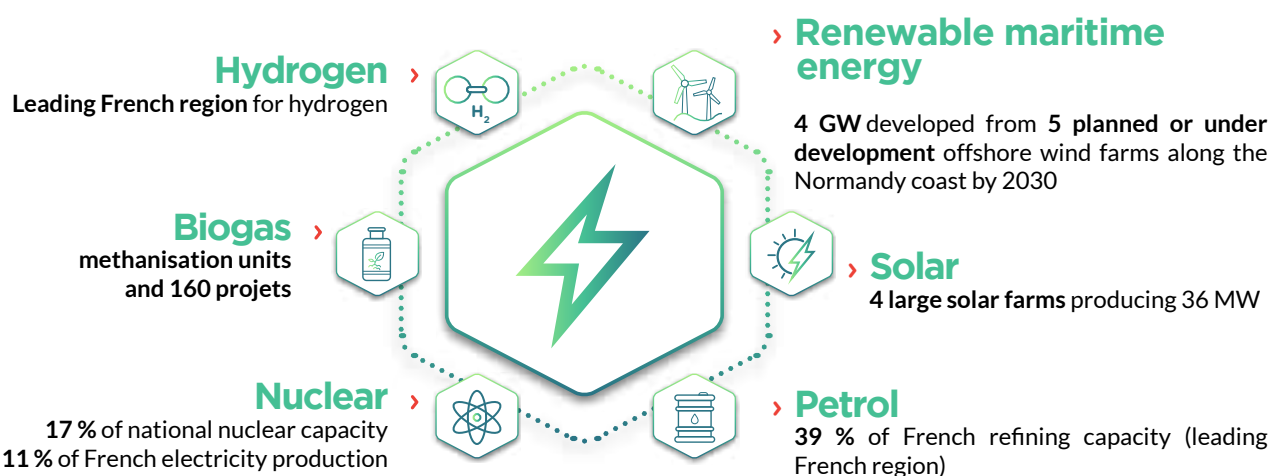 Hydrogen ›
Leading French region for hydrogen
H2
› Renewable maritime
energy
4 GW developed from 5 planned or under
development offshore wind farms along the
Normandy coast by 2030
Biogas ›
methanisation units
and 160 projets
› Solar
4 large solar farms producing 36 MW
Nuclear ›
17 % of national nuclear capacity
11 % of French electricity production
› Petrol
39 % of French refining capacity (leading
French region)